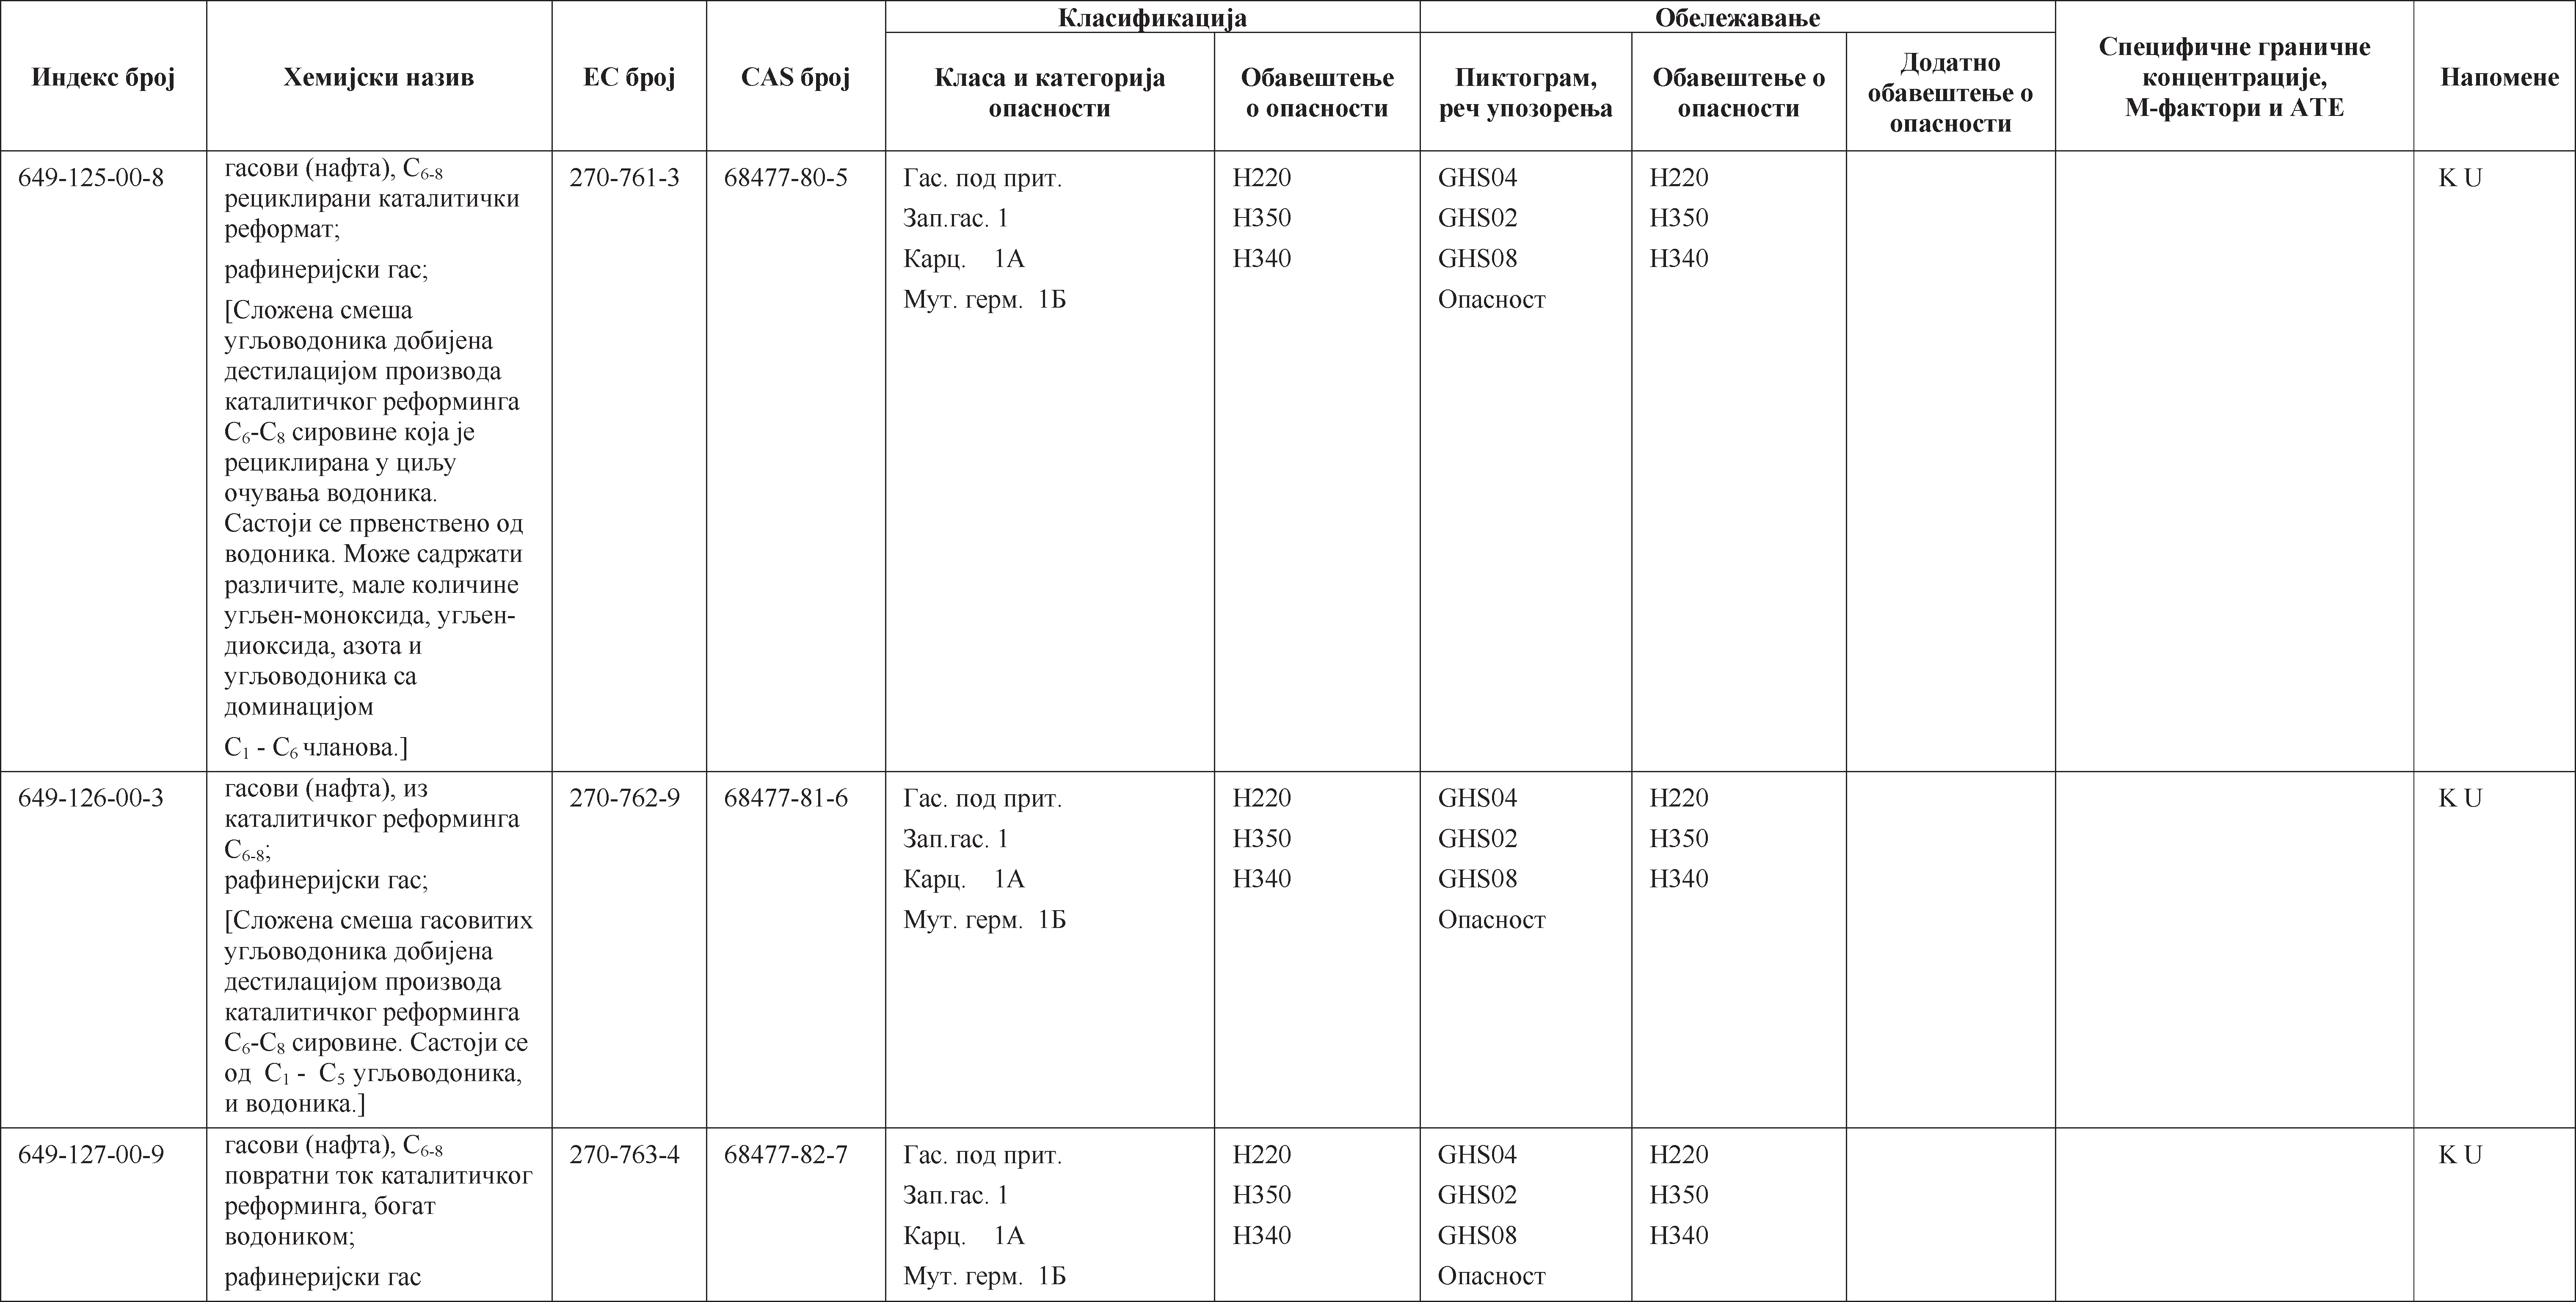 Класификација
Обележавање
Индекс број
Хемијски назив
ЕС број
CAS број
Класа и категорија
опасности
Обавештење
о опасности
Пиктограм,
реч упозорења
Обавештење о
опасности
Додатно
обавештење о
опасности
Специфичне граничне
концентрације,
М-фактори и АТЕ
Напомене
649-125-00-8
гасови (нафта), C6-8
рециклирани каталитички
реформат;
рафинеријски гас;
[Сложена смеша
угљоводоника добијена
дестилацијом производа
каталитичког реформинга
C6-C8 сировине која је
рециклирана у циљу
очувања водоника.
Састоји се првенствено од
водоника. Може садржати
различите, мале количине
угљен-моноксида, угљен-
диоксида, азота и
угљоводоника са
доминацијом
C1 - C6 чланова.]
270-761-3
68477-80-5
Гас. под прит.
Зап.гас. 1
Карц. 1А
Мут. герм. 1Б
H220
H350
H340
GHS04
GHS02
GHS08
Опасност
H220
H350
H340
K U
649-126-00-3
гасови (нафта), из
каталитичког реформинга
C6-8;
рафинеријски гас;
[Сложена смеша гасовитих
угљоводоника добијена
дестилацијом производа
каталитичког реформинга
C6-C8 сировине. Састоји се
од C1 - C5 угљоводоника,
и водоника.]
270-762-9
68477-81-6
Гас. под прит.
Зап.гас. 1
Карц. 1А
Мут. герм. 1Б
H220
H350
H340
GHS04
GHS02
GHS08
Опасност
H220
H350
H340
K U
649-127-00-9
гасови (нафта), C6-8
повратни ток каталитичког
реформинга, богат
водоником;
рафинеријски гас
270-763-4
68477-82-7
Гас. под прит.
Зап.гас. 1
Карц. 1А
Мут. герм. 1Б
H220
H350
H340
GHS04
GHS02
GHS08
Опасност
H220
H350
H340
K U